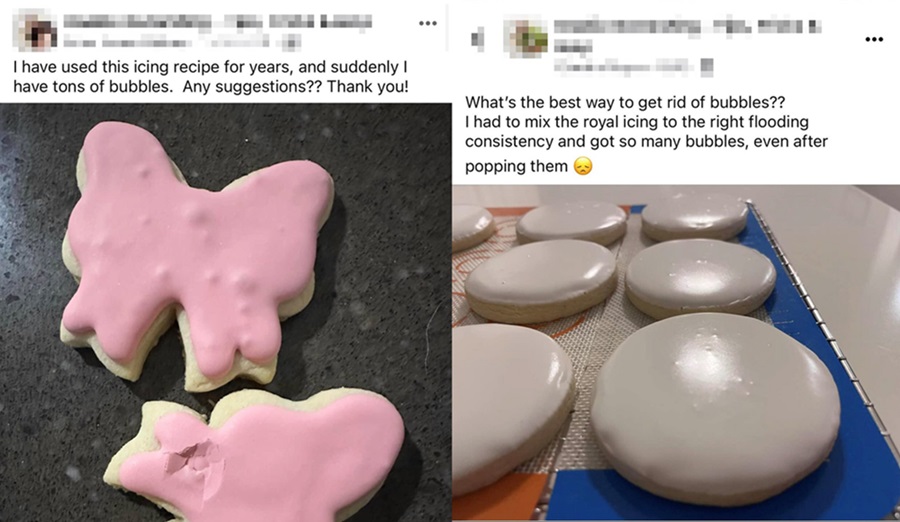 I have used this icing recipe for years, and suddenly I
have tons of bubbles.  Any suggestions?? Thank you!
What's the best way to get rid of bubbles??
I had to mix the royal icing to the right flooding
consistency and got so many bubbles, even after
popping them 😞